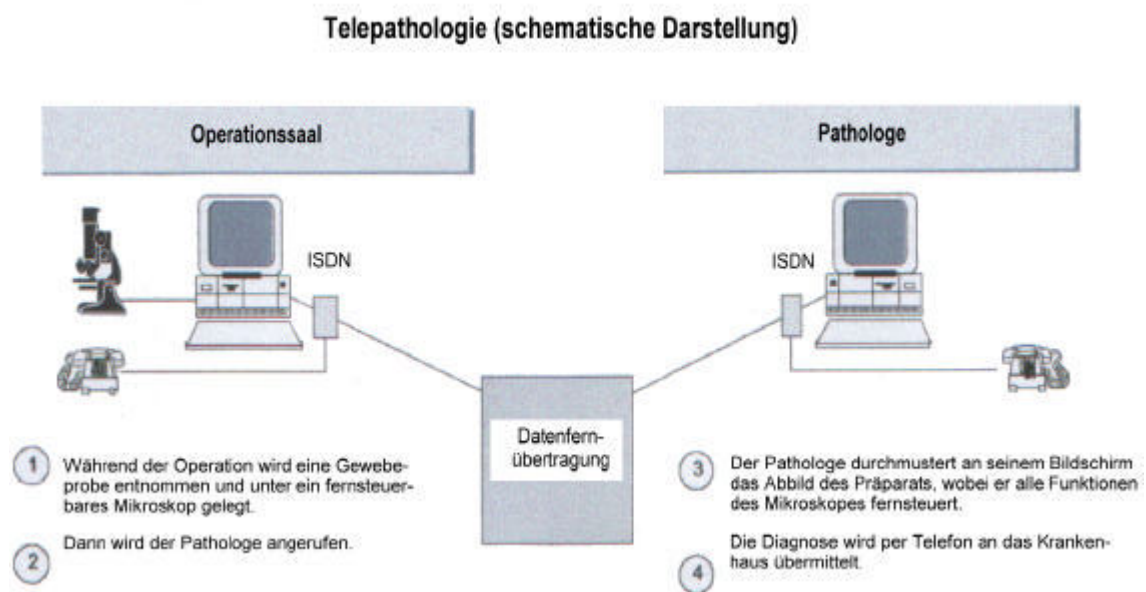 Telepathologie (schematische Darstellung)
Operationssaal
Pathologe
ISDN
ISDN
Datenfern-
übertragung
1
Während der Operation wird eine Gewebe-
probe entnommen und unter ein fernsteuer-
bares Mikroskop gelegt.
2
Dann wird der Pathologe angerufen.
3
Der Pathologe durchmustert an seinem Bildschirm
das Abbild des Präparats, wobei er alle Funktionen
des Mikroskopes fernsteuert.
4
Die Diagnose wird per Telefon an das Kranken-
haus übermittelt.